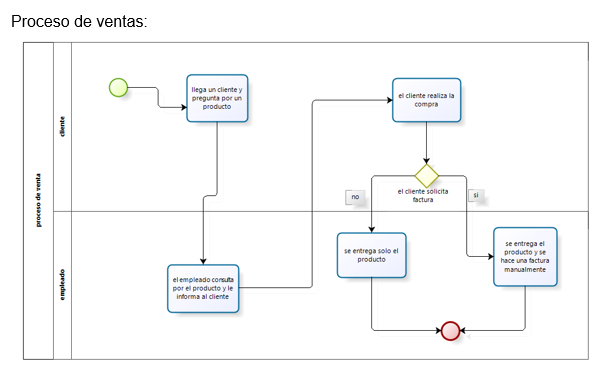 Proceso de ventas:
proceso de venta
cliente
llega un cliente y
pregunta por un
producto
el cliente realiza la
compra
el cliente solicita
factura
no
si
empleado
el empleado consulta
por el producto y le
informa al cliente
se entrega solo el
producto
se entrega el
producto y se
hace una factura
manualmente